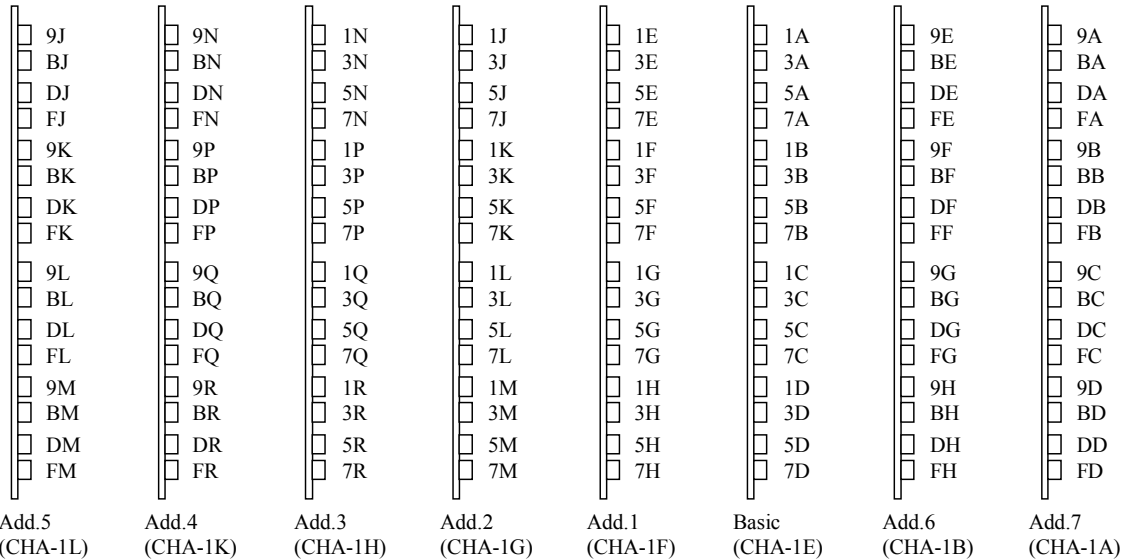 9J 9N 1N 1J 1E 1A 9E 9A
BJ BN 3N 3J 3E 3A BE BA
DJ DN 5N 5J 5E 5A DE DA
FJ FN 7N 7J 7E 7A FE FA
9K 9P 1P 1K 1F 1B 9F 9B
BK BP 3P 3K 3F 3B BF BB
DK DP 5P 5K 5F 5B DF DB
FK FP 7P 7K 7F 7B FF FB
9L 9Q 1Q 1L 1G 1C 9G 9C
BL BQ 3Q 3L 3G 3C BG BC
DL DQ 5Q 5L 5G 5C DG DC
FL FQ 7Q 7L 7G 7C FG FC
9M 9R 1R 1M 1H 1D 9H 9D
BM BR 3R 3M 3H 3D BH BD
DM DR 5R 5M 5H 5D DH DD
FM FR 7R 7M 7H 7D FH FD
Add.5 Add.4 Add.3 Add.2 Add.1 Basic Add.6 Add.7
(CHA-1L) (CHA-1K) (CHA-1H) (CHA-1G) (CHA-1F) (CHA-1E) (CHA-1B) (CHA-1A)